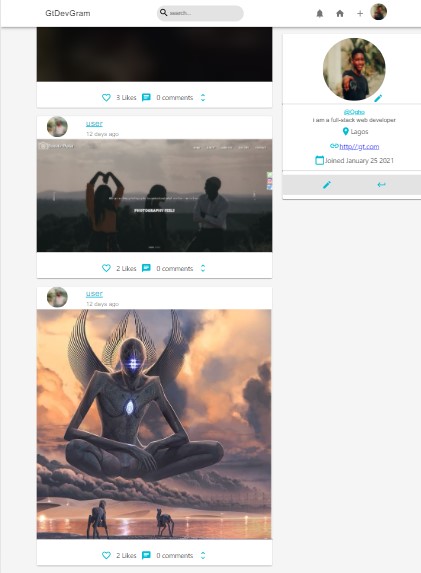 GtDevGram
search...
3 Likes 0 comments
user
12 days ago
PHOTOGRAPHY FEELS
2 Likes 0 comments
user
12 days ago
2 Likes 0 comments
i am a full-stack web developer
Lagos
http//:gt.com
Joined January 25 2021